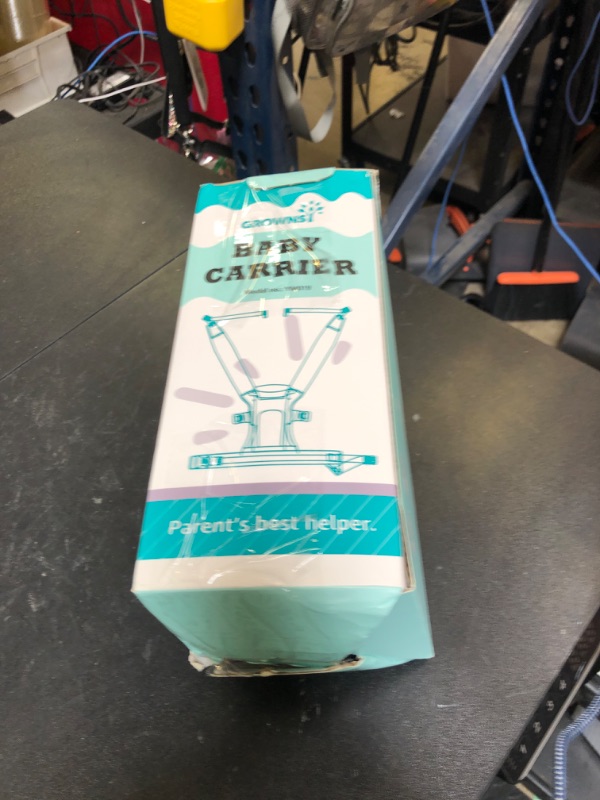 GROWNSY
BABY
CARRIER
Parent's best helper.